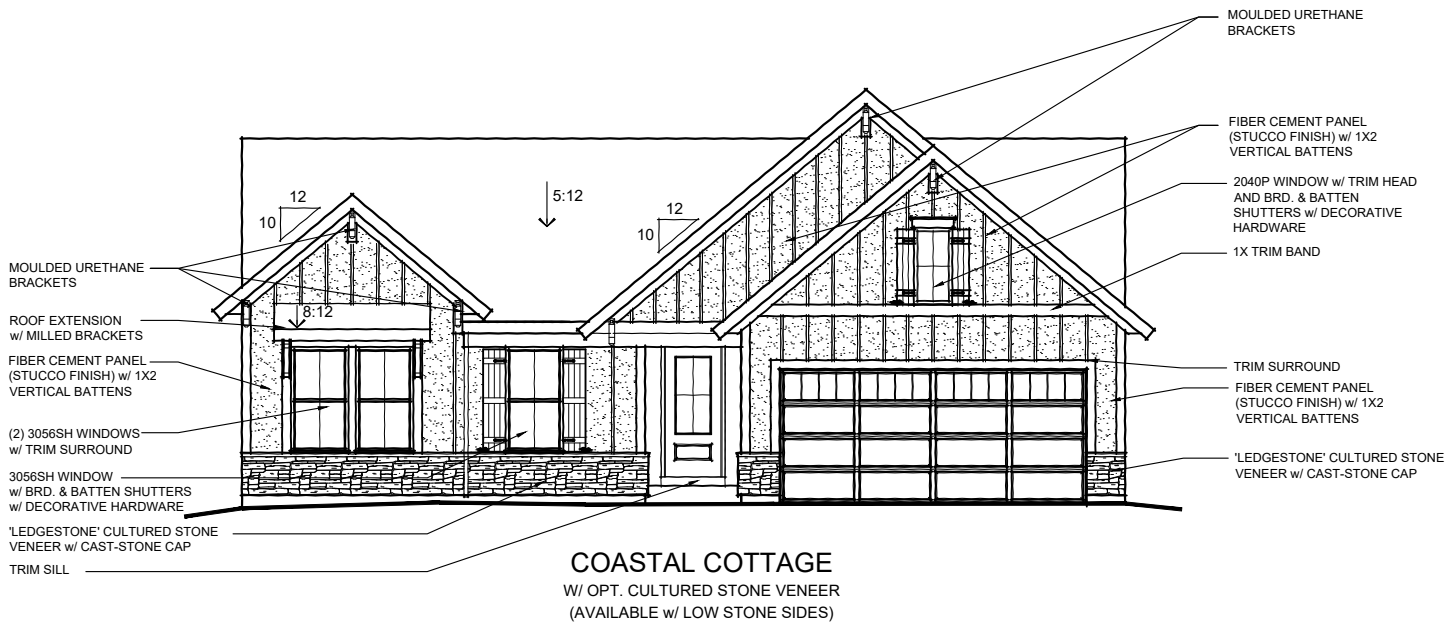 MOULDED URETHANE
BRACKETS
FIBER CEMENT PANEL
(STUCCO FINISH) w/ 1X2
VERTICAL BATTENS
2040P WINDOW w/ TRIM HEAD
AND BRD. & BATTEN
SHUTTERS w/ DECORATIVE
HARDWARE
1X TRIM BAND
TRIM SURROUND
FIBER CEMENT PANEL
(STUCCO FINISH) w/ 1X2
VERTICAL BATTENS
'LEDGESTONE' CULTURED STONE
VENEER w/ CAST-STONE CAP
12
10
5:12
12
10
8:12
MOULDED URETHANE
BRACKETS
ROOF EXTENSION
w/ MILLED BRACKETS
FIBER CEMENT PANEL
(STUCCO FINISH) w/ 1X2
VERTICAL BATTENS
(2) 3056SH WINDOWS
w/ TRIM SURROUND
3056SH WINDOW
w/ BRD. & BATTEN SHUTTERS
w/ DECORATIVE HARDWARE
'LEDGESTONE' CULTURED STONE
VENEER w/ CAST-STONE CAP
TRIM SILL
COASTAL COTTAGE
W/ OPT. CULTURED STONE VENEER
(AVAILABLE w/ LOW STONE SIDES)